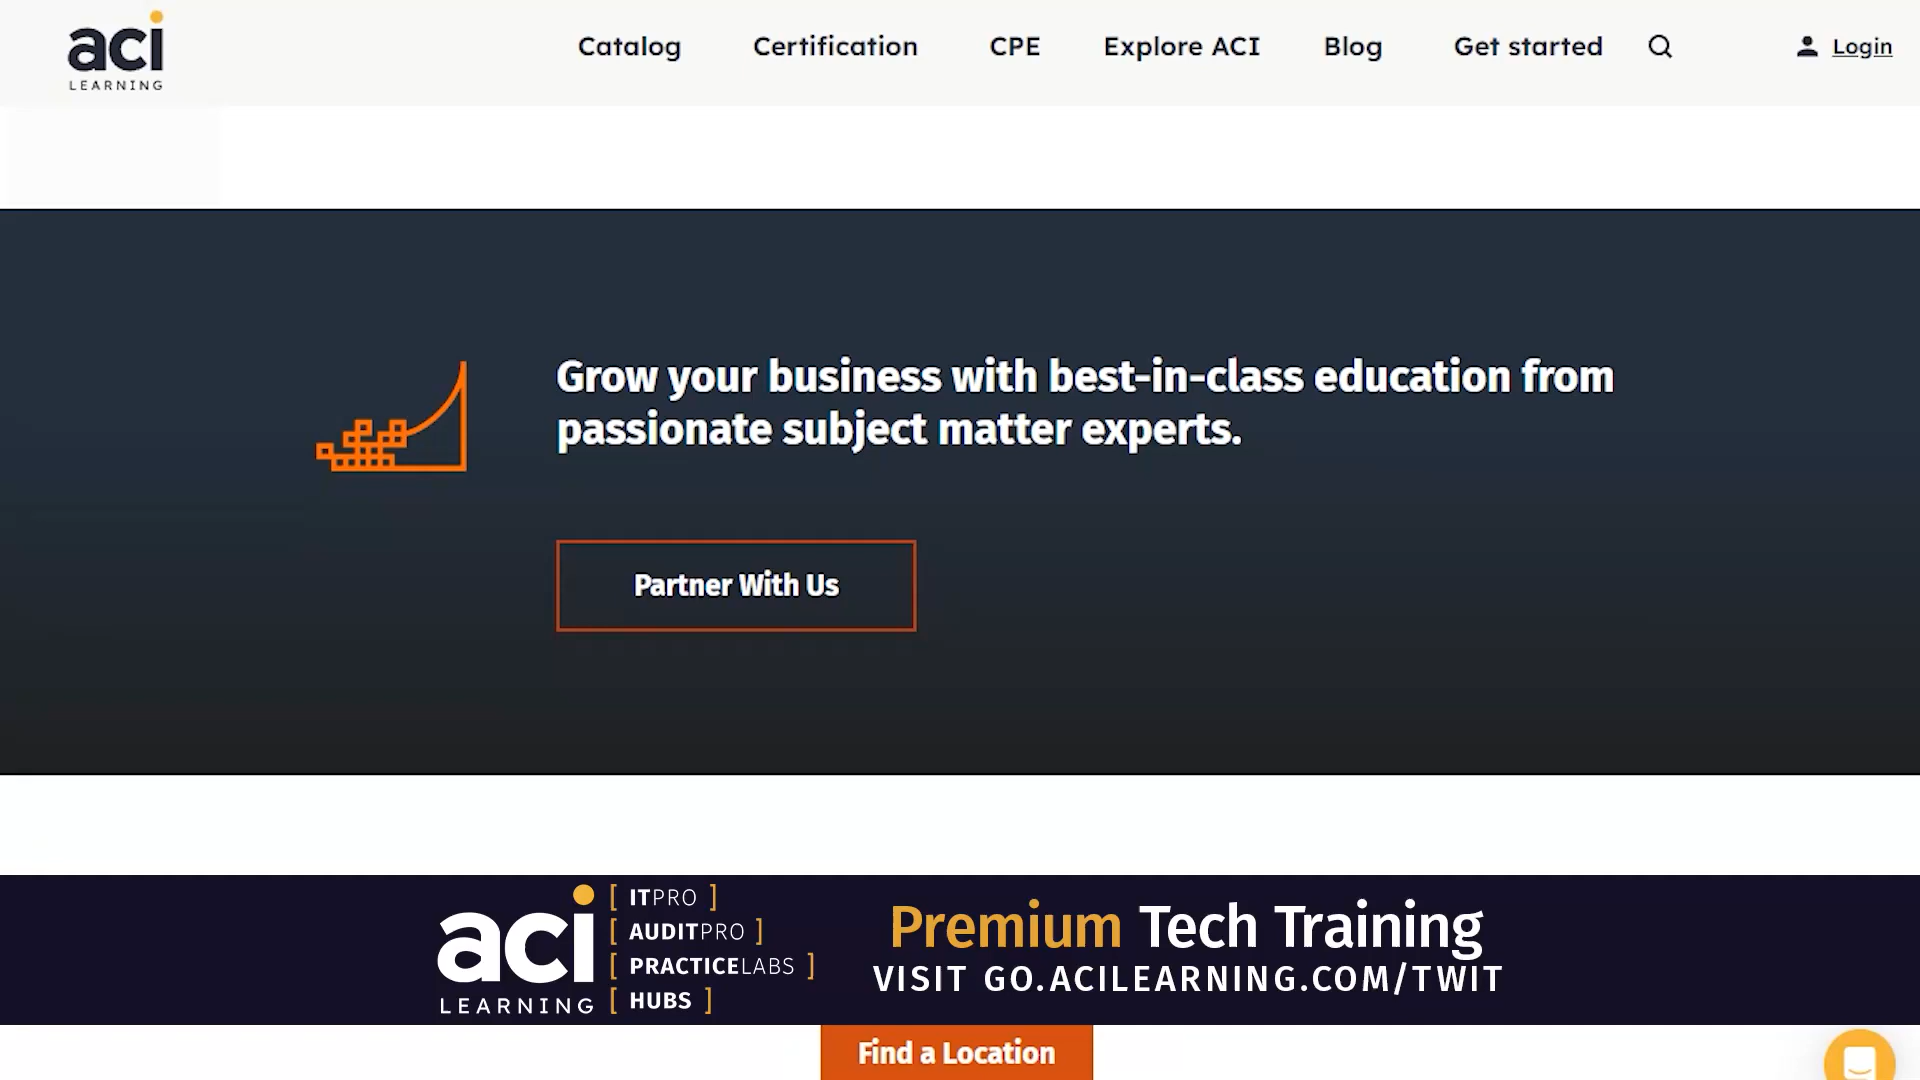 aci
LEARNING
Catalog
Certification
CPE
Explore ACI
Blog
Get started
Login
Grow your business with best-in-class education from
passionate subject matter experts.
Partner With Us
aci
LEARNING
[ ITPRO ]
[ AUDITPRO ]
[ PRACTICELABS ]
[ HUBS ]
Premium Tech Training
VISIT GO.ACILEARNING.COM/TWIT
Find a Location